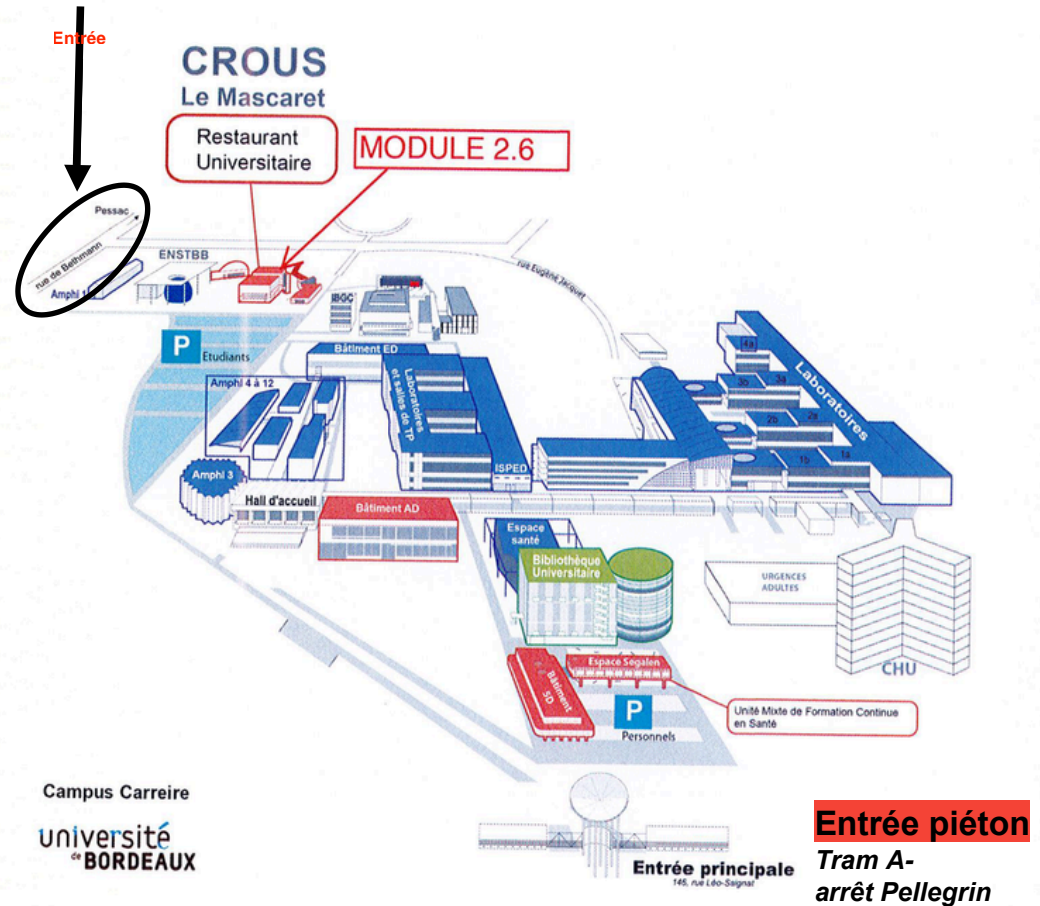 Entrée
CROUS
Le Mascaret
Restaurant
Universitaire
MODULE 2.6
Pessac
rue de Bethmann
Amphi 1
ENSTBB
rue Eugène Jacquet
IBGC
P
Etudiants
Bâtiment ED
Laboratoires
et salles de TP
Amphi 4 à 12
Amphi 3
Hall d'accueil
Bâtiment AD
ISPED
4a
3b
3a
2b
2a
1b
1a
Laboratoires
Espace
santé
Bibliothèque
Universitaire
URGENCES
ADULTES
CHU
Espace Segalen
Bâtiment
5D
P
Personnels
Unité Mixte de Formation Continue
en Santé
Campus Carreire
université
de BORDEAUX
Entrée principale
146, rue Léo-Saignat
Entrée piéton
Tram A-
arrêt Pellegrin